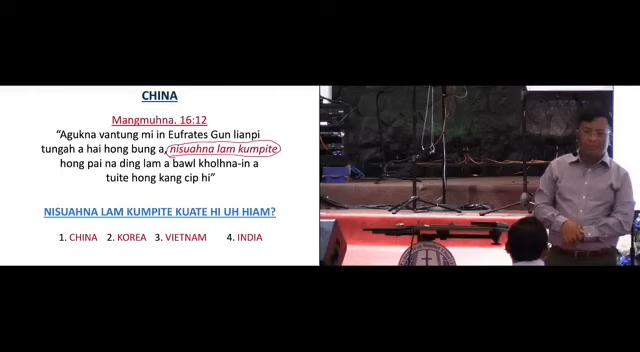 CHINA
Mangmuhna. 16:12
“Agukna vantung mi in Eufrates Gun lianpi
tungah a hai hong bung a, nisuahna lam kumpite
hong pai na ding lam a bawl kholhna-in a
tuite hong kang cip hi”
NISUAHNA LAM KUMPITE KUATE HI UH HIAM?
1. CHINA 2. KOREA 3. VIETNAM 4. INDIA